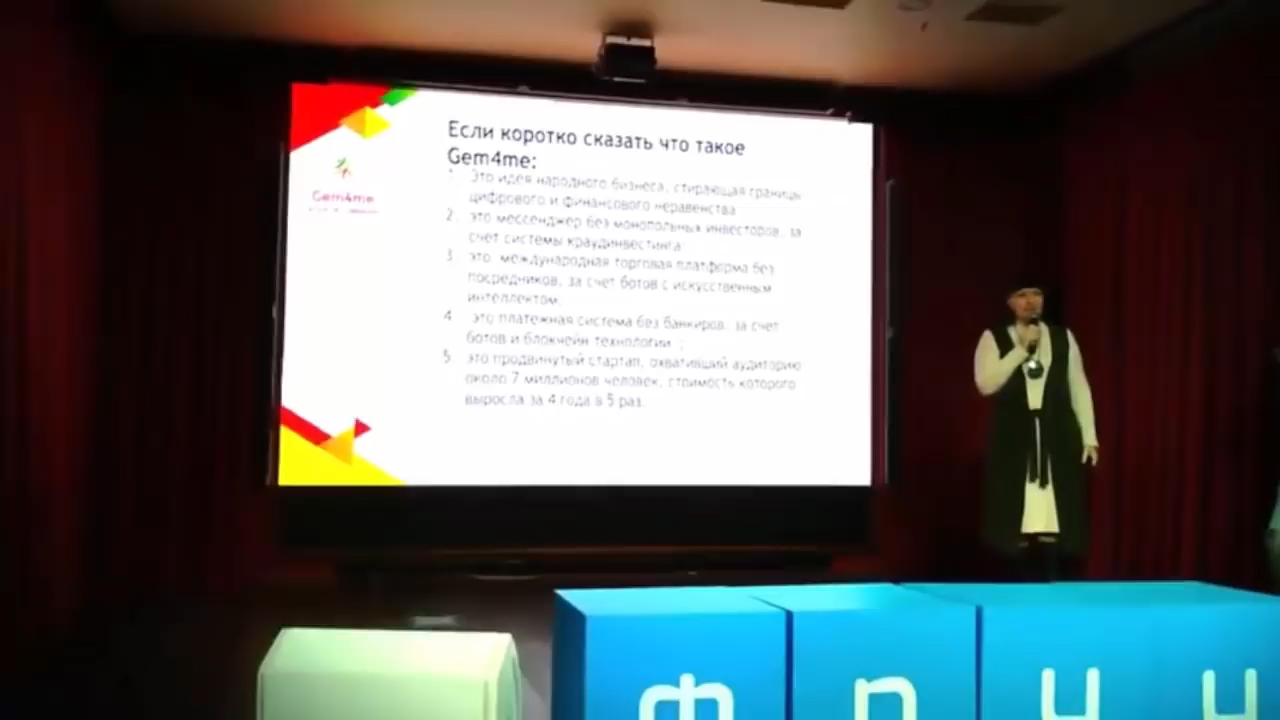 Если коротко сказать что такое
Gem4me:
Gem4me
1. Это идея народного бизнеса, стирающая границы
цифрового и финансового неравенства
2. это мессенджер без монопольных инвесторов, за
счет системы краудинвестинга;
3. это международная торговая платформа без
посредников, за счет ботов с искусственным
интеллектом;
4. это платежная система без банкиров, за счет
ботов и блокчейн технологии ;
5. это продвинутый стартап, охвативший аудиторию
около 7 миллионов человек, стоимость которого
выросла за 4 года в 5 раз.